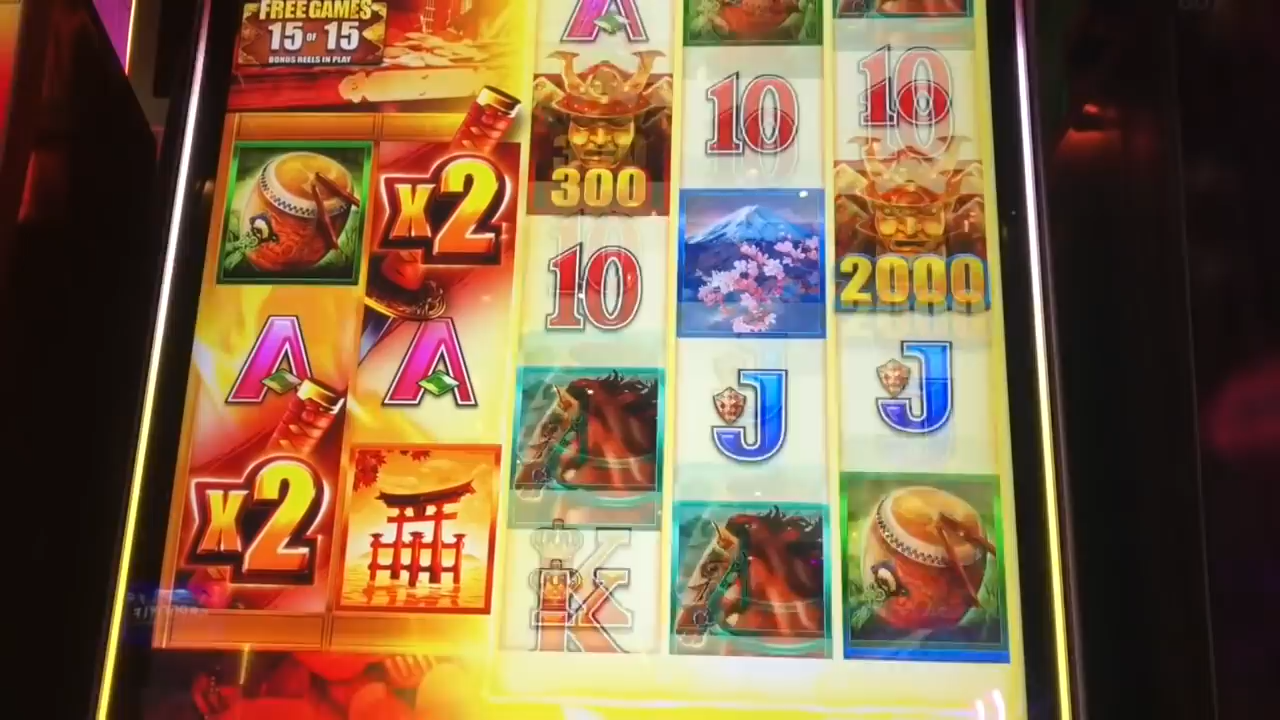 FREE GAMES
15 OF 15
BONUS REELS IN PLAY
A
10
10
x2
300
10
2000
A
A
J
J
x2
K